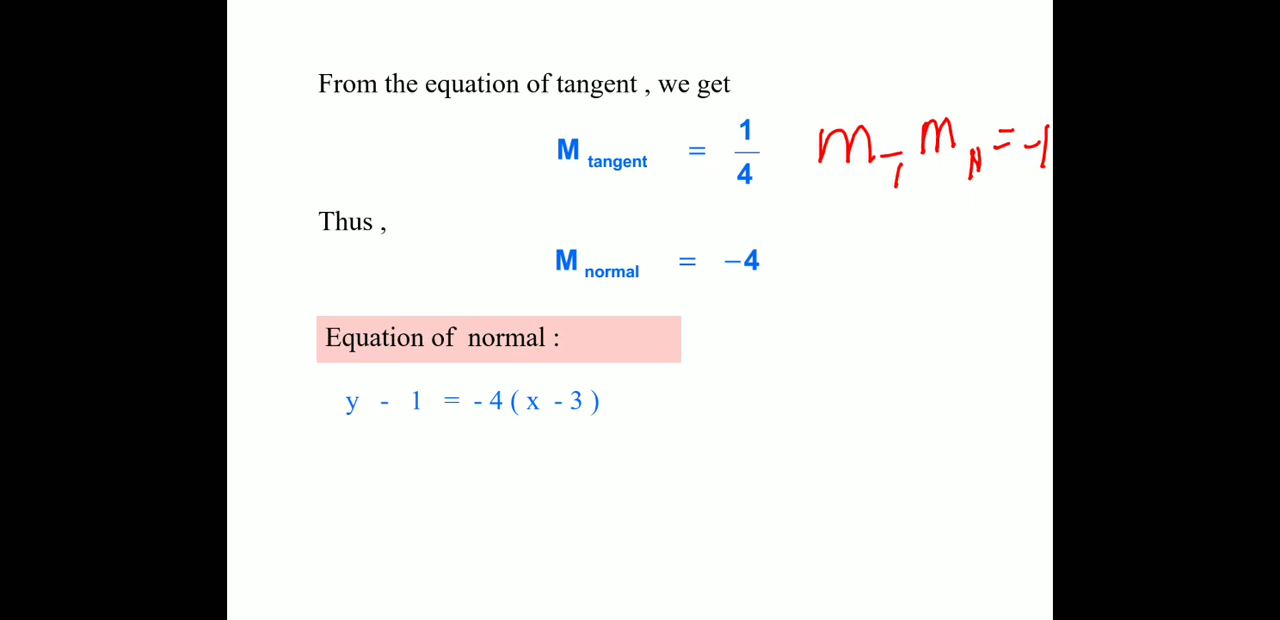 From the equation of tangent , we get
M tangent = 1/4 m_T m_N = -1
Thus ,
M normal = −4
Equation of normal :
y - 1 = - 4 ( x - 3 )